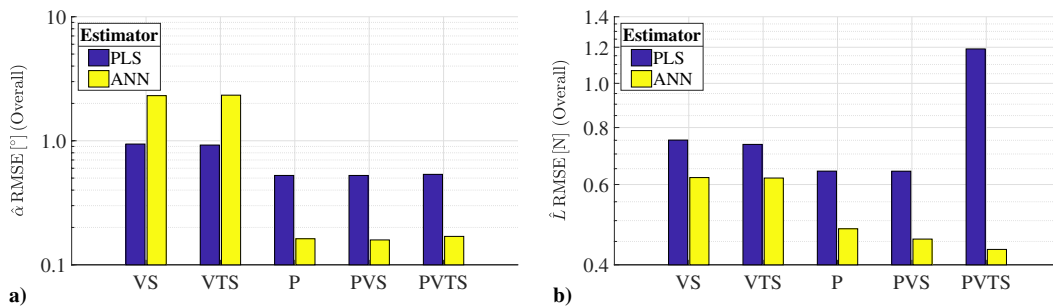 10
1.0
0.1
α̂ RMSE [°] (Overall)
Estimator
PLS
ANN
VS VTS P PVS PVTS
a)
1.4
1.2
1.0
0.8
0.6
0.4
L̂ RMSE [N] (Overall)
Estimator
PLS
ANN
VS VTS P PVS PVTS
b)